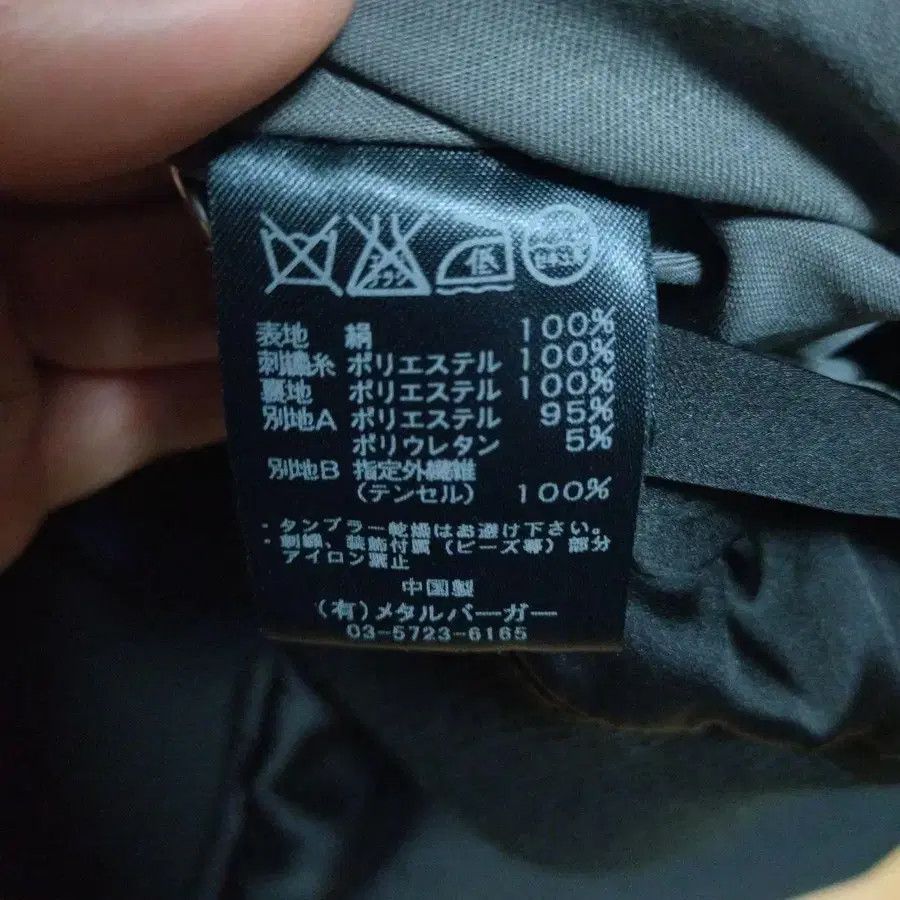 低
表地 絹 100%
刺繍糸 ポリエステル 100%
裏地 ポリエステル 100%
別地A ポリエステル 95%
ポリウレタン 5%
別地B 指定外繊維
(テンセル) 100%
・タンブラー乾燥はお避け下さい。
・刺繍、装飾付属(ビーズ等)部分
アイロン禁止
中国製
(有)メタルバーガー
03-5723-6165